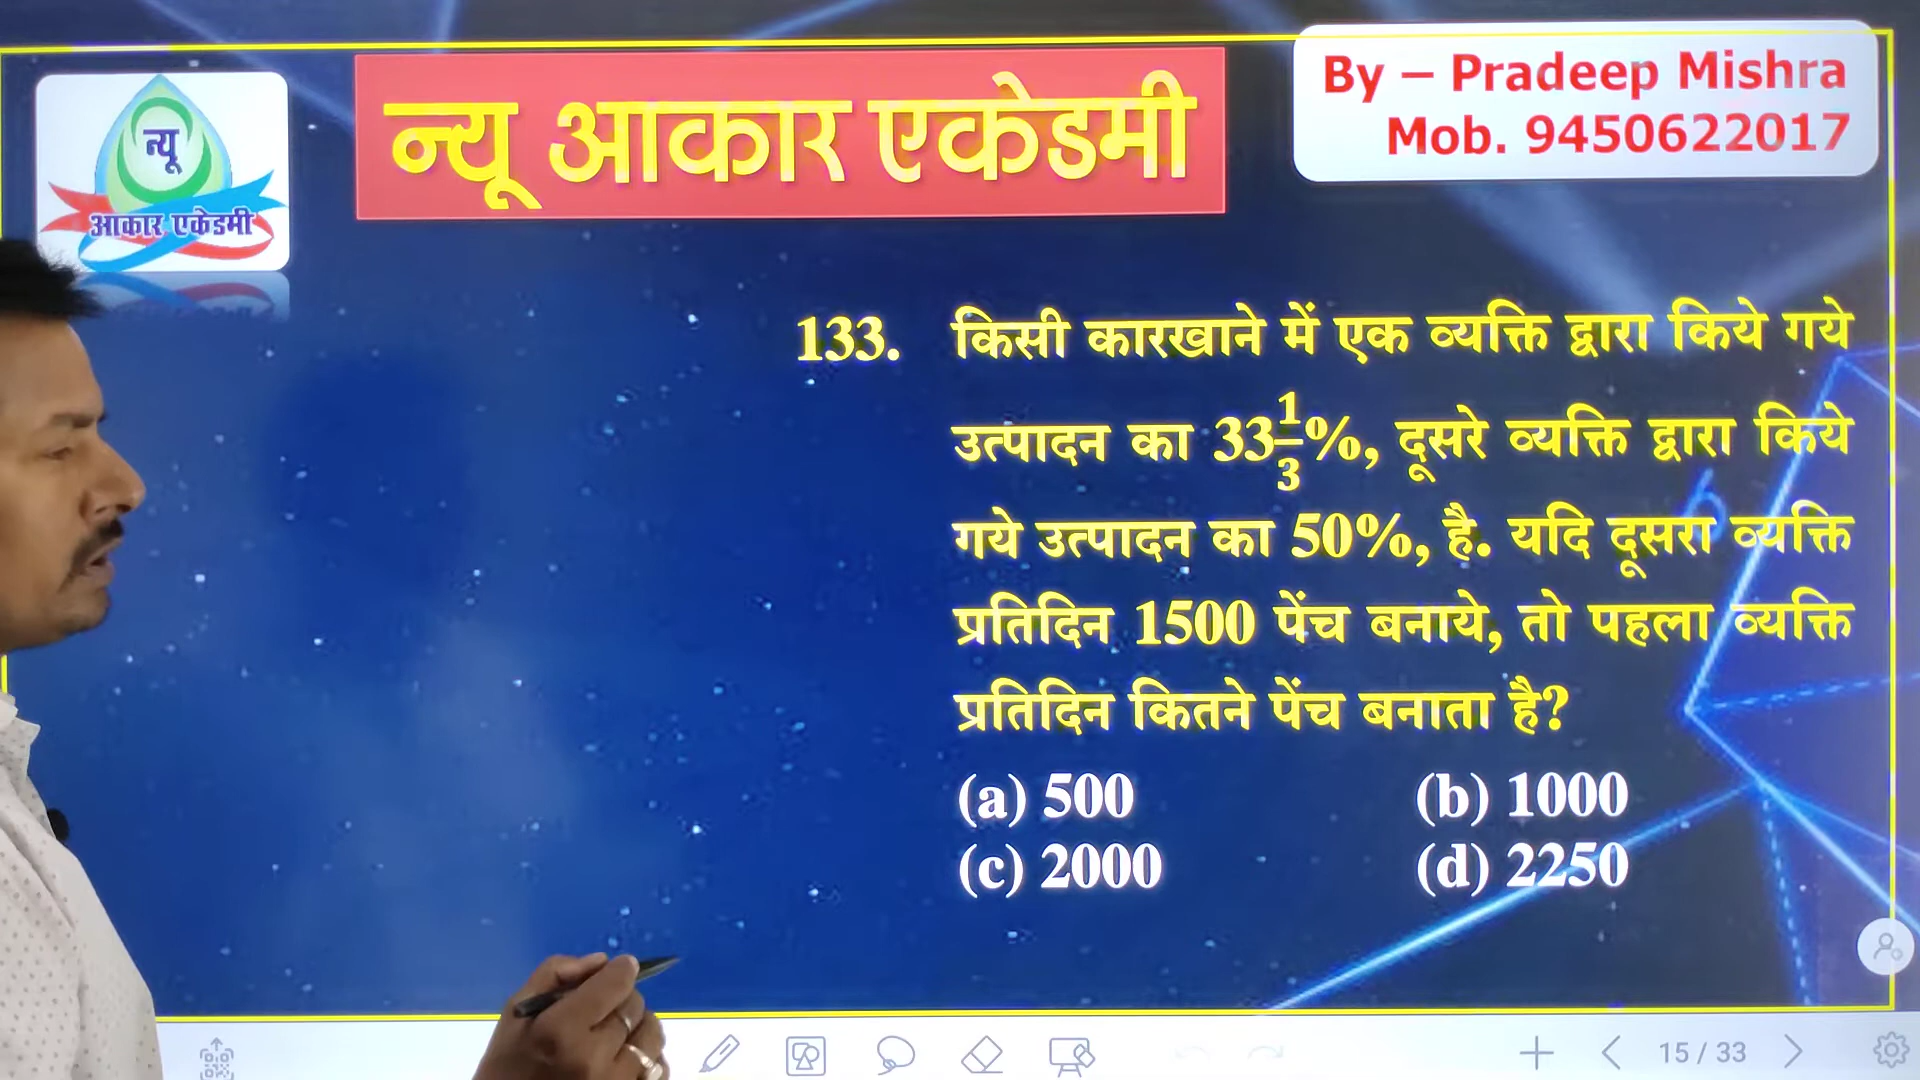 न्यू आकार एकेडमी
By – Pradeep Mishra
Mob. 9450622017
न्यू
आकार एकेडमी
133. किसी कारखाने में एक व्यक्ति द्वारा किये गये
उत्पादन का 33 1/3%, दूसरे व्यक्ति द्वारा किये
गये उत्पादन का 50%, है. यदि दूसरा व्यक्ति
प्रतिदिन 1500 पेंच बनाये, तो पहला व्यक्ति
प्रतिदिन कितने पेंच बनाता है?
(a) 500 (b) 1000
(c) 2000 (d) 2250
15 / 33